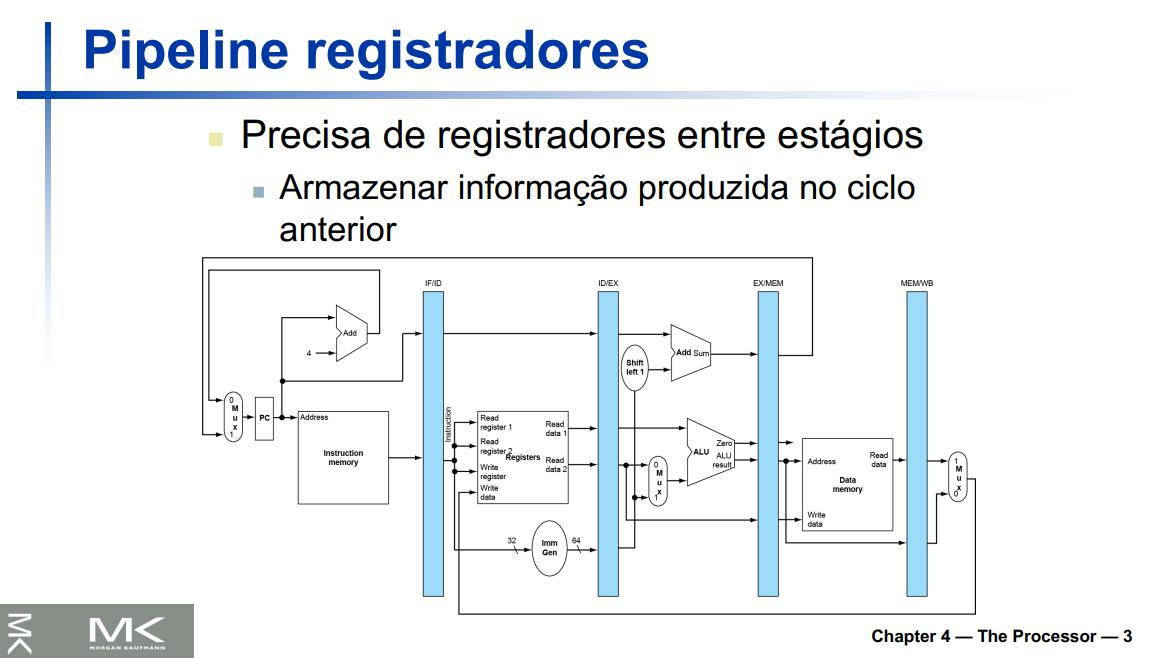 Pipeline registradores
Precisa de registradores entre estágios
Armazenar informação produzida no ciclo
anterior
IF/ID
ID/EX
EX/MEM
MEM/WB
Add
4
Add Sum
Shift
left 1
0
M
u
x
1
PC
Address
Instruction
memory
Instruction
Read
register 1
Read
register 2
Write
register
Write
data
Registers
Read
data 1
Read
data 2
0
M
u
x
1
Zero
ALU
ALU
result
Address
Read
data
Data
memory
Write
data
1
M
u
x
0
32
Imm
Gen
64
MK
MK
MORGAN KAUFMANN
Chapter 4 — The Processor — 3